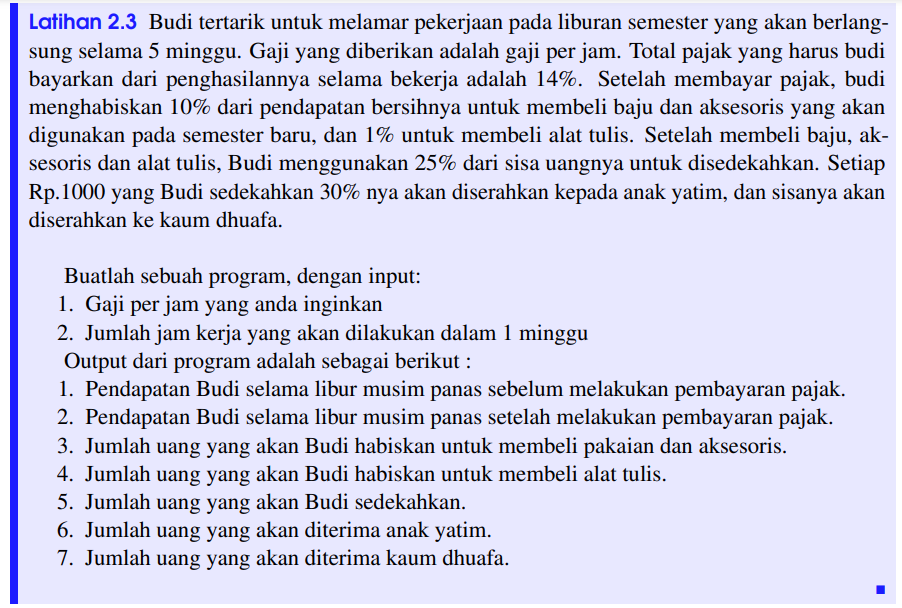 Latihan 2.3 Budi tertarik untuk melamar pekerjaan pada liburan semester yang akan berlang-
sung selama 5 minggu. Gaji yang diberikan adalah gaji per jam. Total pajak yang harus budi
bayarkan dari penghasilannya selama bekerja adalah 14%. Setelah membayar pajak, budi
menghabiskan 10% dari pendapatan bersihnya untuk membeli baju dan aksesoris yang akan
digunakan pada semester baru, dan 1% untuk membeli alat tulis. Setelah membeli baju, ak-
sesoris dan alat tulis, Budi menggunakan 25% dari sisa uangnya untuk disedekahkan. Setiap
Rp.1000 yang Budi sedekahkan 30% nya akan diserahkan kepada anak yatim, dan sisanya akan
diserahkan ke kaum dhuafa.
Buatlah sebuah program, dengan input:
1. Gaji per jam yang anda inginkan
2. Jumlah jam kerja yang akan dilakukan dalam 1 minggu
Output dari program adalah sebagai berikut :
1. Pendapatan Budi selama libur musim panas sebelum melakukan pembayaran pajak.
2. Pendapatan Budi selama libur musim panas setelah melakukan pembayaran pajak.
3. Jumlah uang yang akan Budi habiskan untuk membeli pakaian dan aksesoris.
4. Jumlah uang yang akan Budi habiskan untuk membeli alat tulis.
5. Jumlah uang yang akan Budi sedekahkan.
6. Jumlah uang yang akan diterima anak yatim.
7. Jumlah uang yang akan diterima kaum dhuafa.